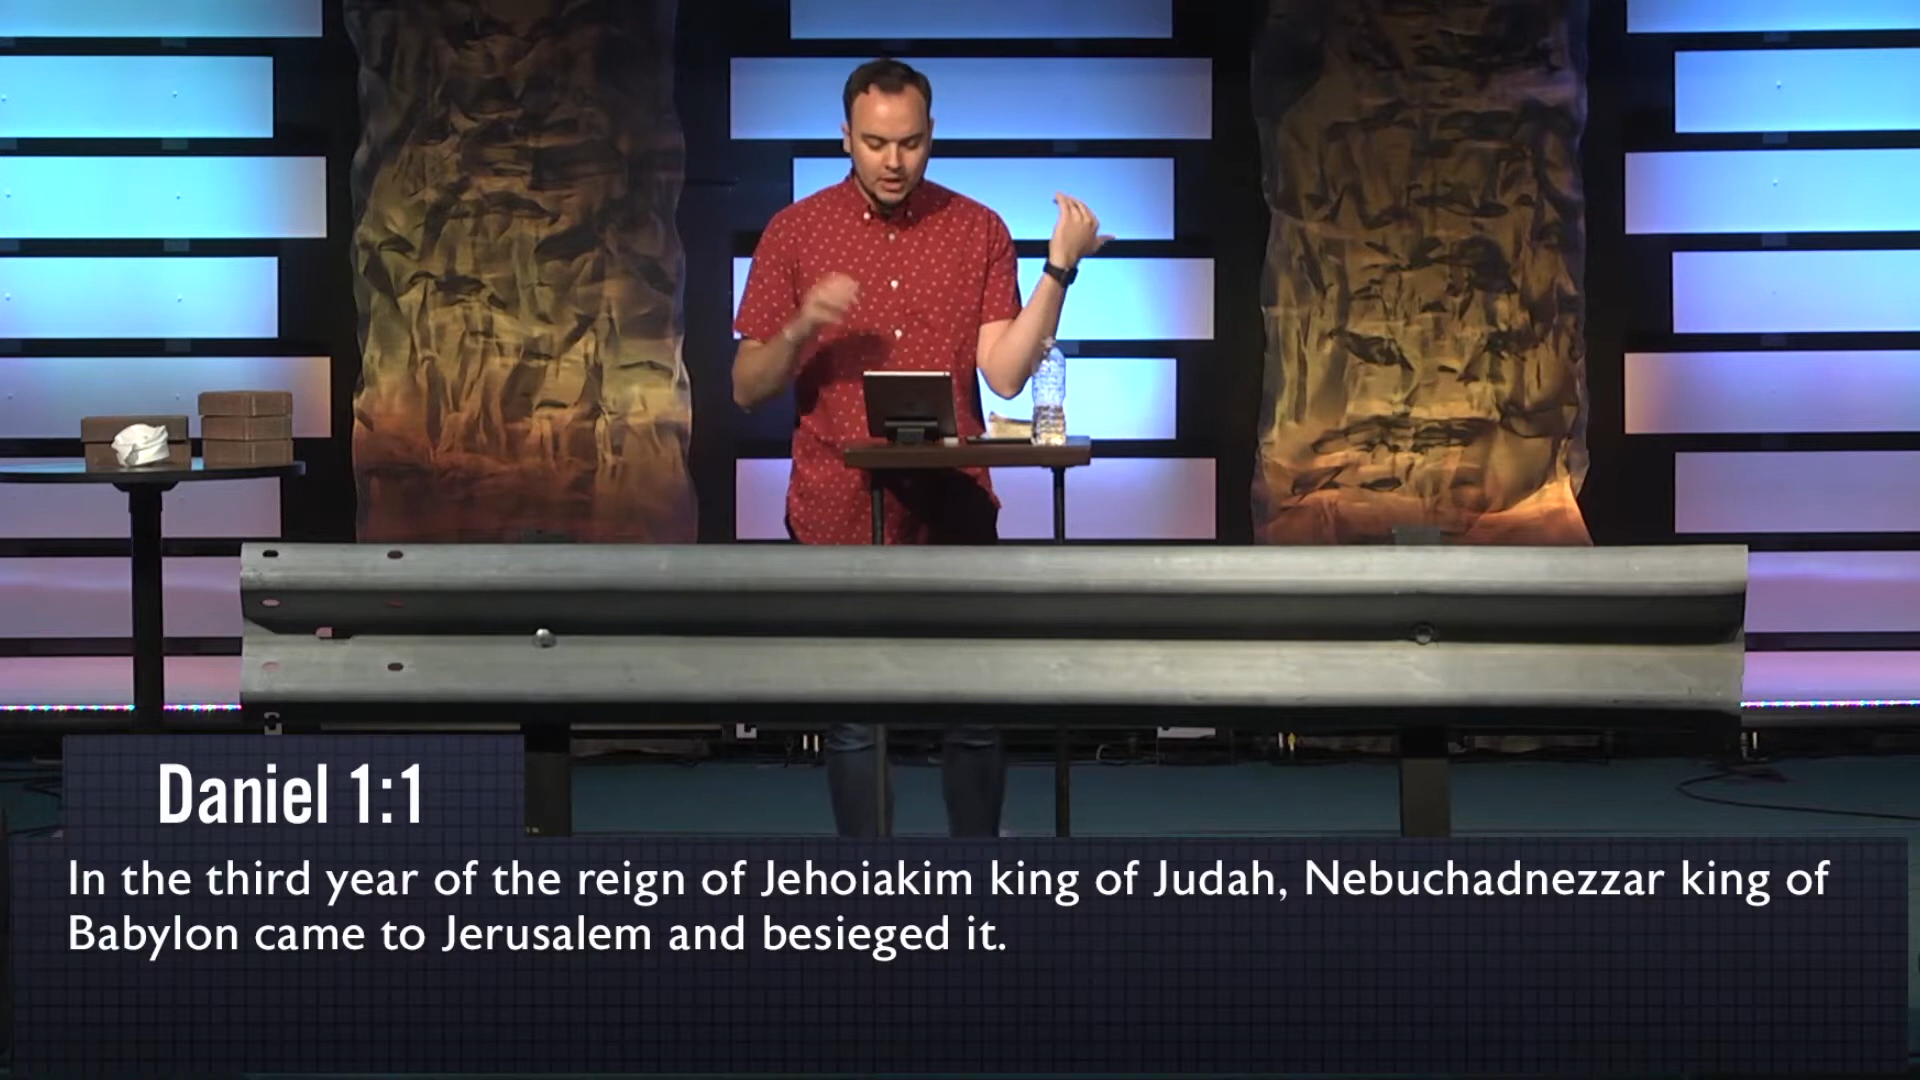 Daniel 1:1
In the third year of the reign of Jehoiakim king of Judah, Nebuchadnezzar king of
Babylon came to Jerusalem and besieged it.